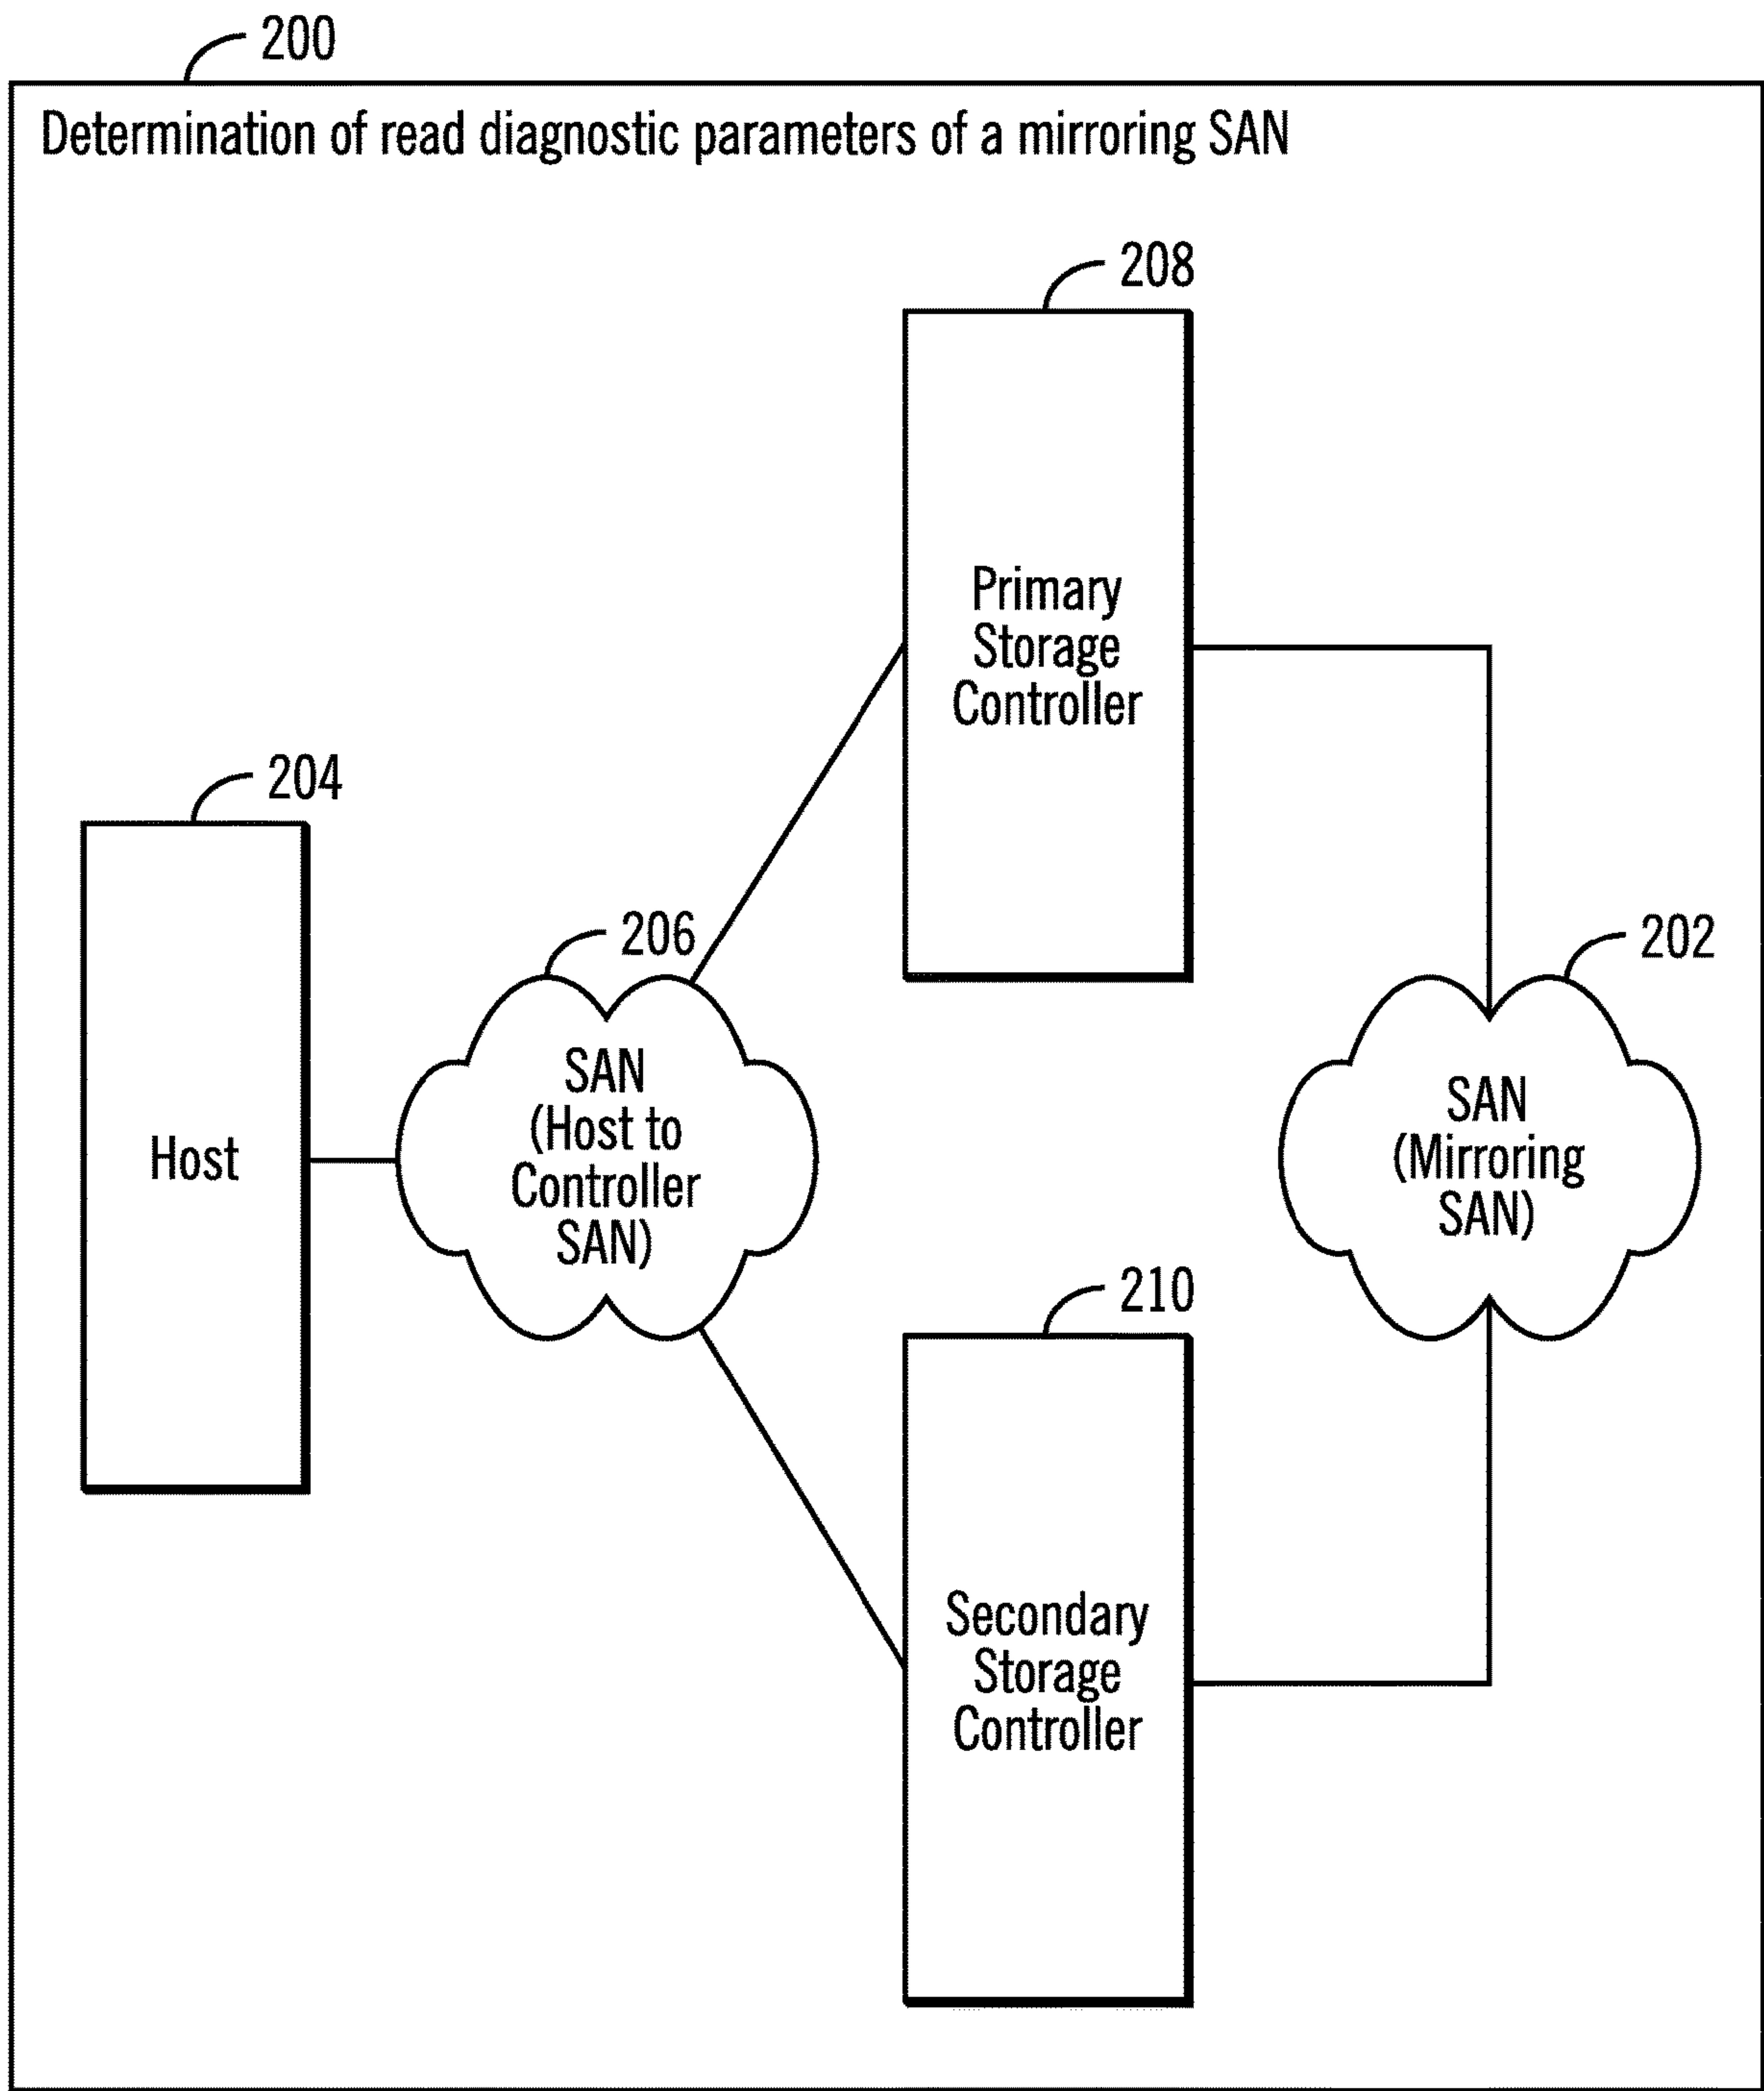 200
Determination of read diagnostic parameters of a mirroring SAN
208
Primary
Storage
Controller
204
Host
206
SAN
(Host to
Controller
SAN)
202
SAN
(Mirroring
SAN)
210
Secondary
Storage
Controller